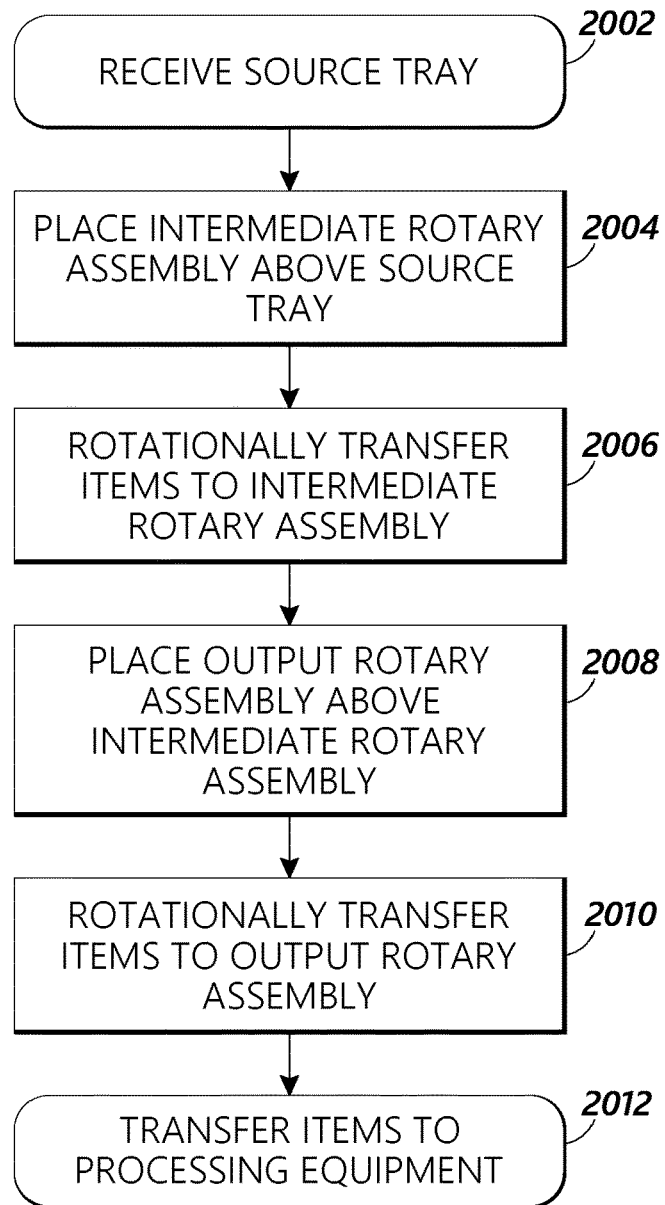 2002
RECEIVE SOURCE TRAY
2004
PLACE INTERMEDIATE ROTARY
ASSEMBLY ABOVE SOURCE
TRAY
2006
ROTATIONALLY TRANSFER
ITEMS TO INTERMEDIATE
ROTARY ASSEMBLY
2008
PLACE OUTPUT ROTARY
ASSEMBLY ABOVE
INTERMEDIATE ROTARY
ASSEMBLY
2010
ROTATIONALLY TRANSFER
ITEMS TO OUTPUT ROTARY
ASSEMBLY
2012
TRANSFER ITEMS TO
PROCESSING EQUIPMENT